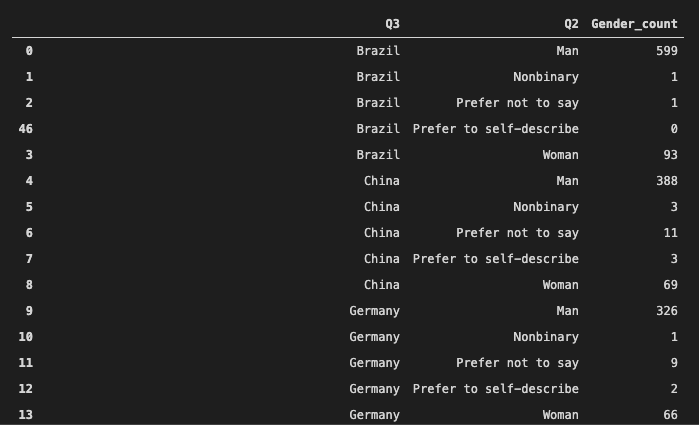 Q3 Q2 Gender_count
0 Brazil Man 599
1 Brazil Nonbinary 1
2 Brazil Prefer not to say 1
46 Brazil Prefer to self-describe 0
3 Brazil Woman 93
4 China Man 388
5 China Nonbinary 3
6 China Prefer not to say 11
7 China Prefer to self-describe 3
8 China Woman 69
9 Germany Man 326
10 Germany Nonbinary 1
11 Germany Prefer not to say 9
12 Germany Prefer to self-describe 2
13 Germany Woman 66